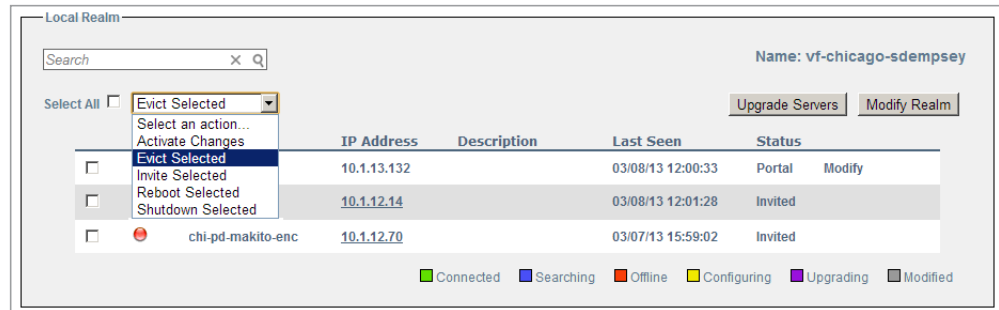 Local Realm
Search
Name: vf-chicago-sdempsey
Select All Evict Selected Upgrade Servers Modify Realm
Select an action...
Activate Changes
Evict Selected
Invite Selected
Reboot Selected
Shutdown Selected
IP Address Description Last Seen Status
10.1.13.132 03/08/13 12:00:33 Portal Modify
10.1.12.14 03/08/13 12:01:28 Invited
chi-pd-makito-enc 10.1.12.70 03/07/13 15:59:02 Invited
Connected Searching Offline Configuring Upgrading Modified